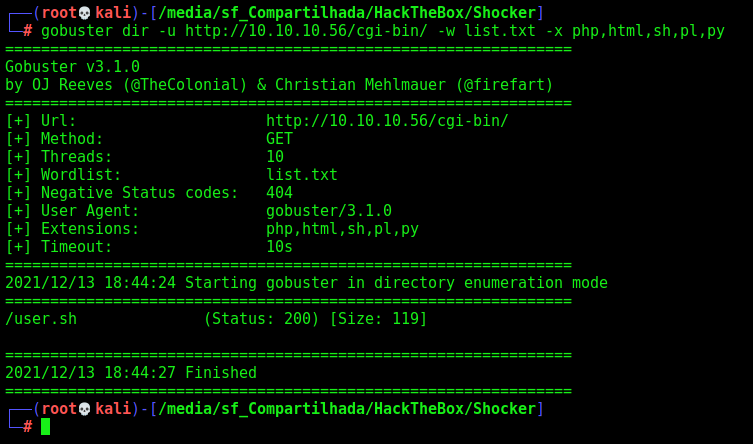 ┌──(root💀kali)-[/media/sf_Compartilhada/HackTheBox/Shocker]
└─# gobuster dir -u http://10.10.10.56/cgi-bin/ -w list.txt -x php,html,sh,pl,py
===============================================================
Gobuster v3.1.0
by OJ Reeves (@TheColonial) & Christian Mehlmauer (@firefart)
===============================================================
[+] Url:                     http://10.10.10.56/cgi-bin/
[+] Method:                  GET
[+] Threads:                 10
[+] Wordlist:                list.txt
[+] Negative Status codes:   404
[+] User Agent:              gobuster/3.1.0
[+] Extensions:              php,html,sh,pl,py
[+] Timeout:                 10s
===============================================================
2021/12/13 18:44:24 Starting gobuster in directory enumeration mode
===============================================================
/user.sh              (Status: 200) [Size: 119]

===============================================================
2021/12/13 18:44:27 Finished
===============================================================
┌──(root💀kali)-[/media/sf_Compartilhada/HackTheBox/Shocker]
└─#